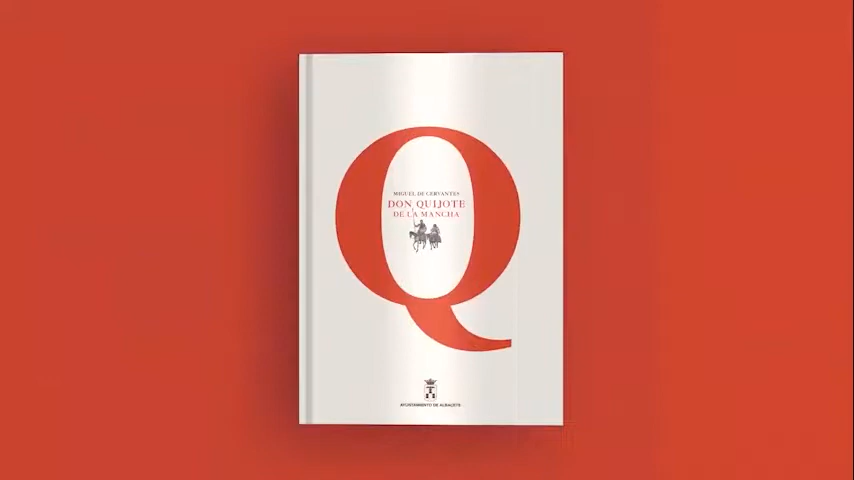 Q
MIGUEL DE CERVANTES
DON QUIJOTE
DE LA MANCHA
AYUNTAMIENTO DE ALBACETE